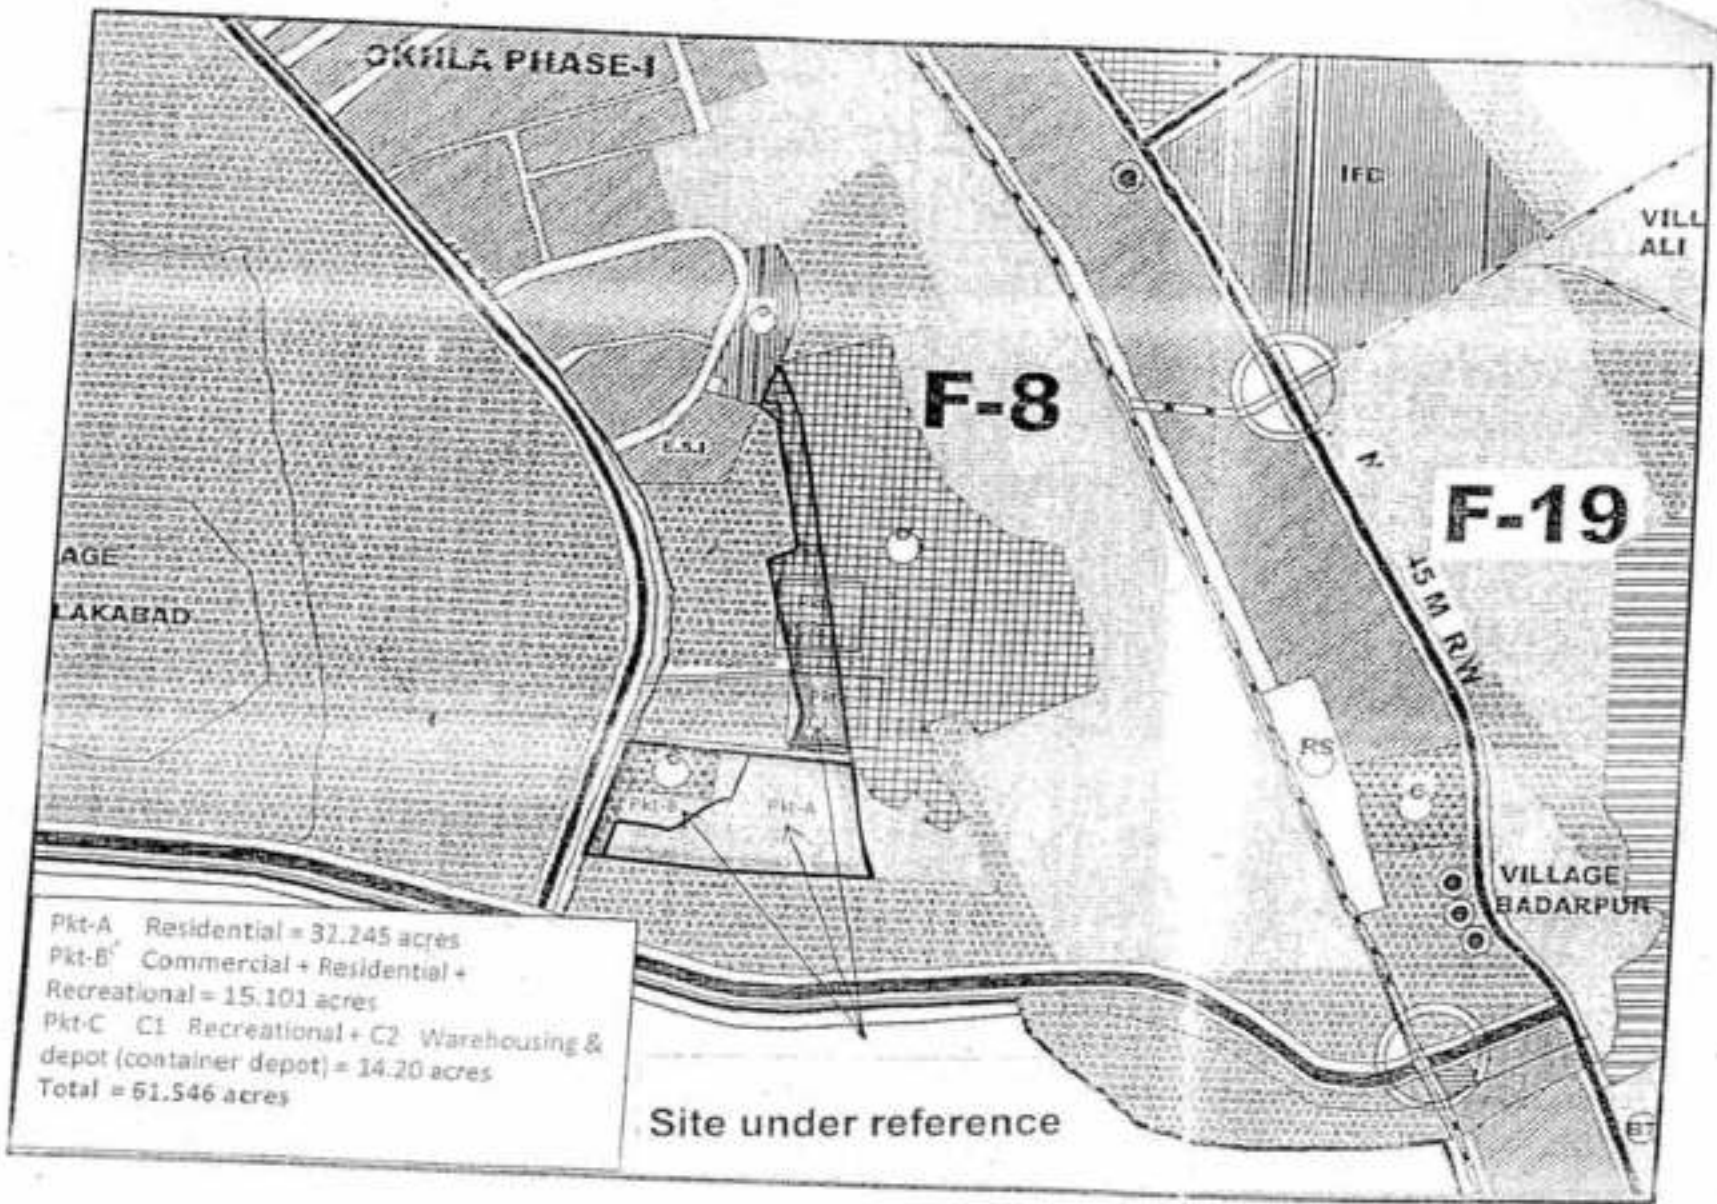 OKHLA PHASE-I
IFC
VILL
ALI
F-8
E.S.I
F-19
AGE
LAKABAD
45 M R/W
RS
Pkt-B
Pkt-A
G
VILLAGE
BADARPUR
Pkt-A Residential = 32.245 acres
Pkt-B Commercial + Residential +
Recreational = 15.101 acres
Pkt-C C1 Recreational + C2 Warehousing &
depot (container depot) = 14.20 acres
Total = 61.546 acres
Site under reference
BT